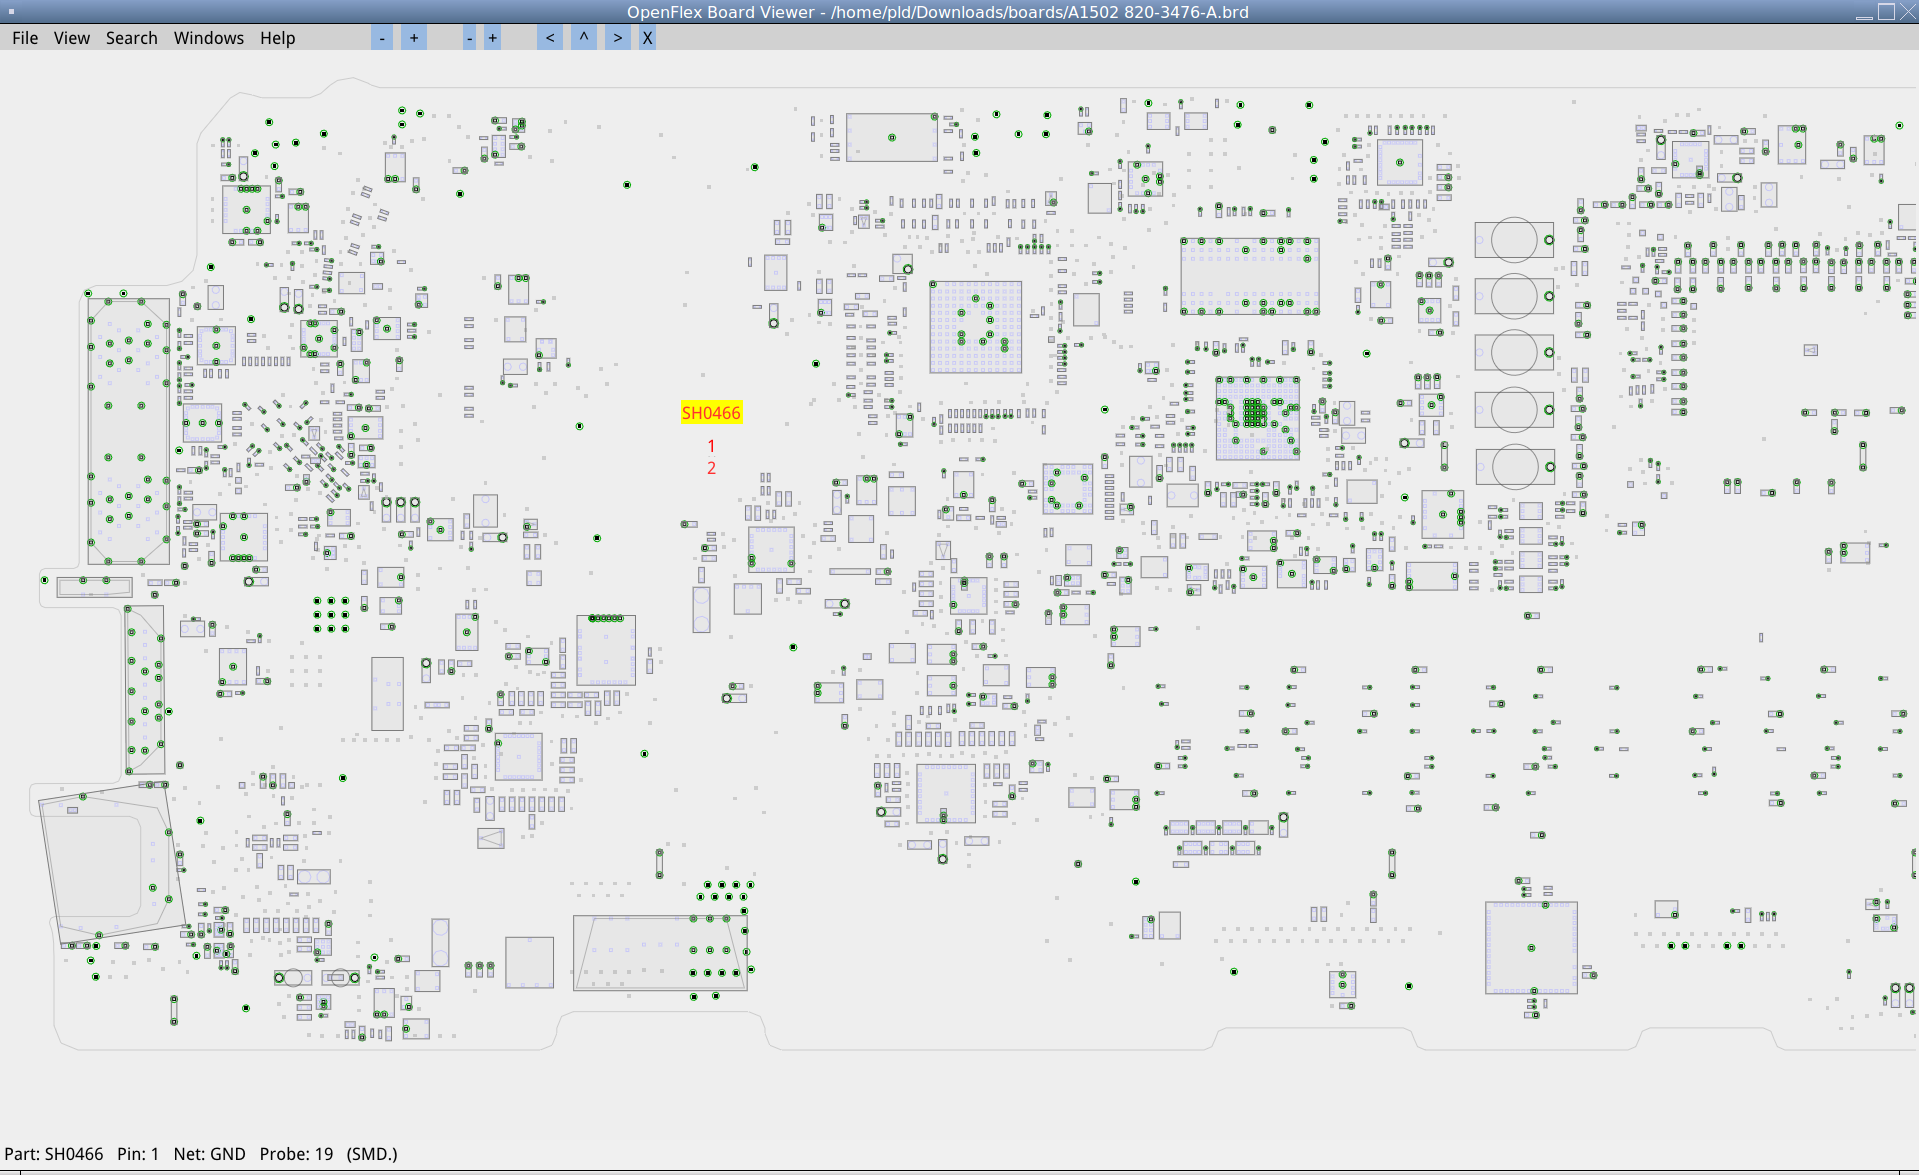 OpenFlex Board Viewer - /home/pld/Downloads/boards/A1502 820-3476-A.brd
File View Search Windows Help - + - + < ^ > X
SH0466
1
2
Part: SH0466 Pin: 1 Net: GND Probe: 19 (SMD.)